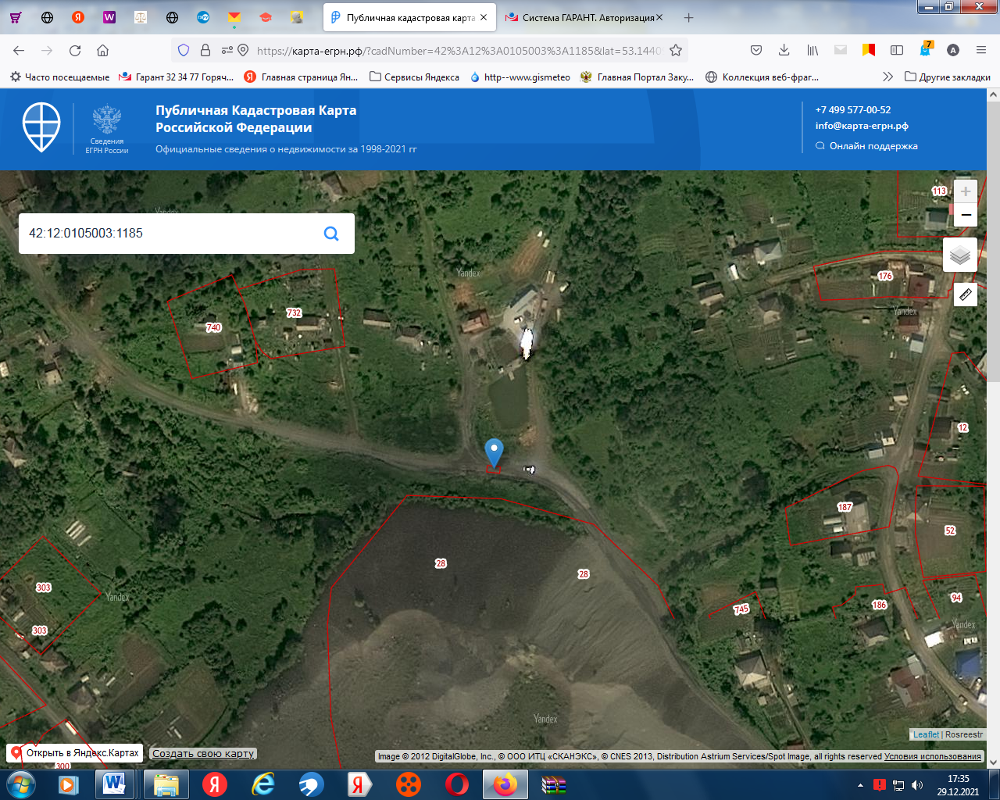 Публичная кадастровая карта
Система ГАРАНТ. Авторизация
https://карта-егрн.рф/?cadNumber=42%3A12%3A0105003%3A1185&lat=53.1440
7
Часто посещаемые
Гарант 32 34 77 Горяч...
Главная страница Ян...
Сервисы Яндекса
http--www.gismeteo
Главная Портал Заку...
Коллекция веб-фраг...
Другие закладки
Сведения
ЕГРН России
Публичная Кадастровая Карта
Российской Федерации
Официальные сведения о недвижимости за 1998-2021 гг
+7 499 577-00-52
info@карта-егрн.рф
Онлайн поддержка
Yandex
113
42:12:0105003:1185
Yandex
176
Yandex
732
740
12
187
52
28
28
303
Yandex
94
186
745
303
Yandex
Yandex
Leaflet | Rosreestr
Открыть в Яндекс.Картах
Создать свою карту
Image © 2012 DigitalGlobe, Inc., © ООО ИТЦ «СКАНЭКС», © CNES 2013, Distribution Astrium Services/Spot Image, all rights reserved Условия использования
300
17:35
29.12.2021